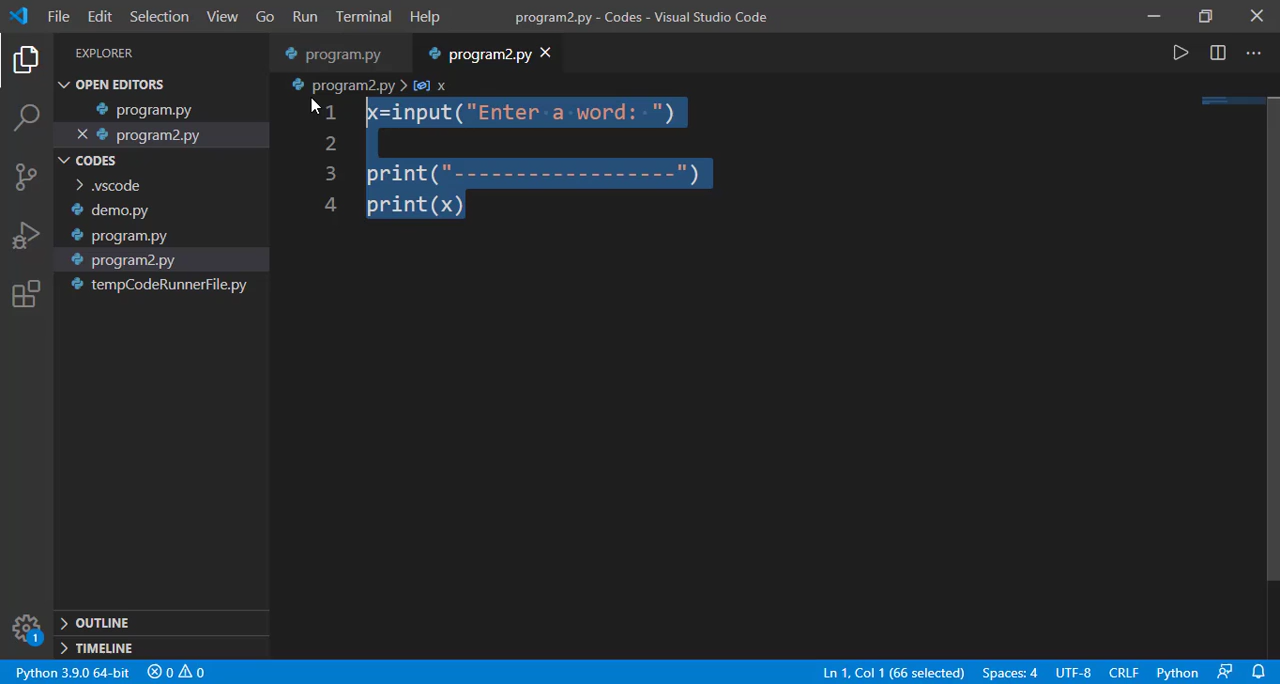 File Edit Selection View Go Run Terminal Help program2.py - Codes - Visual Studio Code
EXPLORER
OPEN EDITORS
program.py
program2.py
CODES
.vscode
demo.py
program.py
program2.py
tempCodeRunnerFile.py
OUTLINE
TIMELINE
program.py program2.py
program2.py > x
1 x=input("Enter a word: ")
2
3 print("------------------")
4 print(x)
1
Python 3.9.0 64-bit 0 0 Ln 1, Col 1 (66 selected) Spaces: 4 UTF-8 CRLF Python